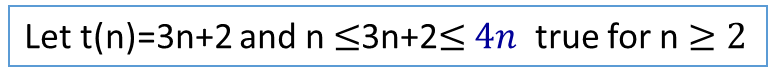 Let t(n)=3n+2 and n ≤3n+2≤ 4𝑛 true for n ≥ 2